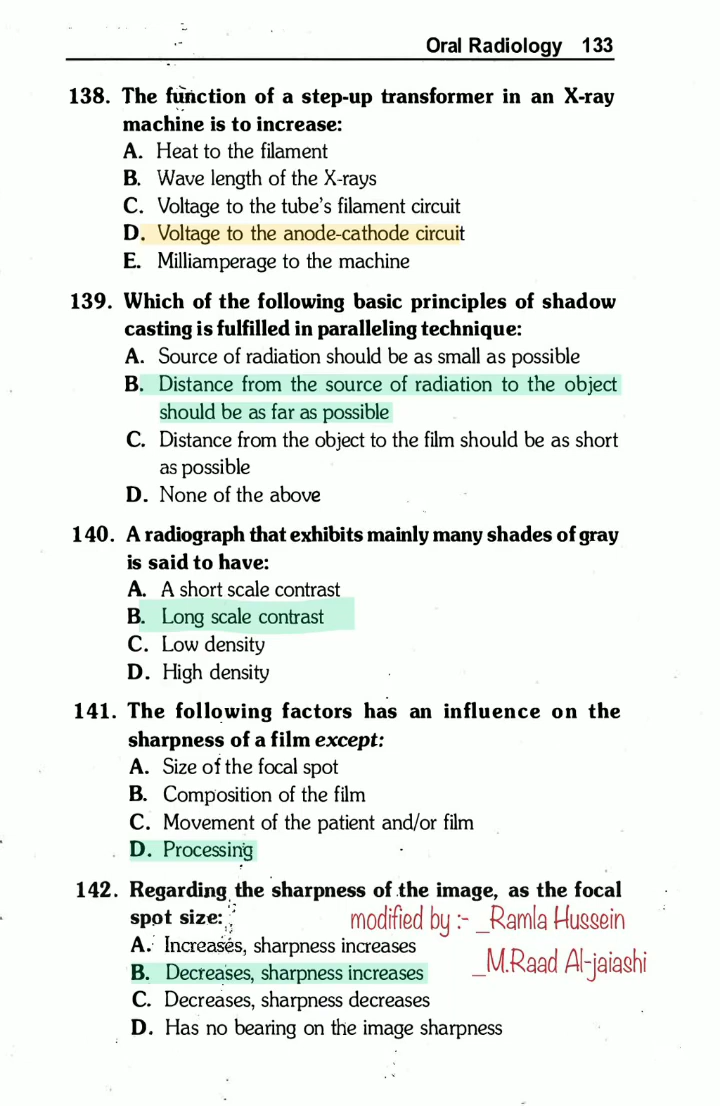 Oral Radiology 133
138. The function of a step-up transformer in an X-ray
machine is to increase:
A. Heat to the filament
B. Wave length of the X-rays
C. Voltage to the tube's filament circuit
D. Voltage to the anode-cathode circuit
E. Milliamperage to the machine
139. Which of the following basic principles of shadow
casting is fulfilled in paralleling technique:
A. Source of radiation should be as small as possible
B. Distance from the source of radiation to the object
should be as far as possible
C. Distance from the object to the film should be as short
as possible
D. None of the above
140. A radiograph that exhibits mainly many shades of gray
is said to have:
A. A short scale contrast
B. Long scale contrast
C. Low density
D. High density
141. The following factors has an influence on the
sharpness of a film except:
A. Size of the focal spot
B. Composition of the film
C. Movement of the patient and/or film
D. Processing
142. Regarding the sharpness of the image, as the focal
spot size:
modified by :- _Ramla Hussein
A. Increases, sharpness increases
_M.Raad Al-jaiashi
B. Decreases, sharpness increases
C. Decreases, sharpness decreases
D. Has no bearing on the image sharpness